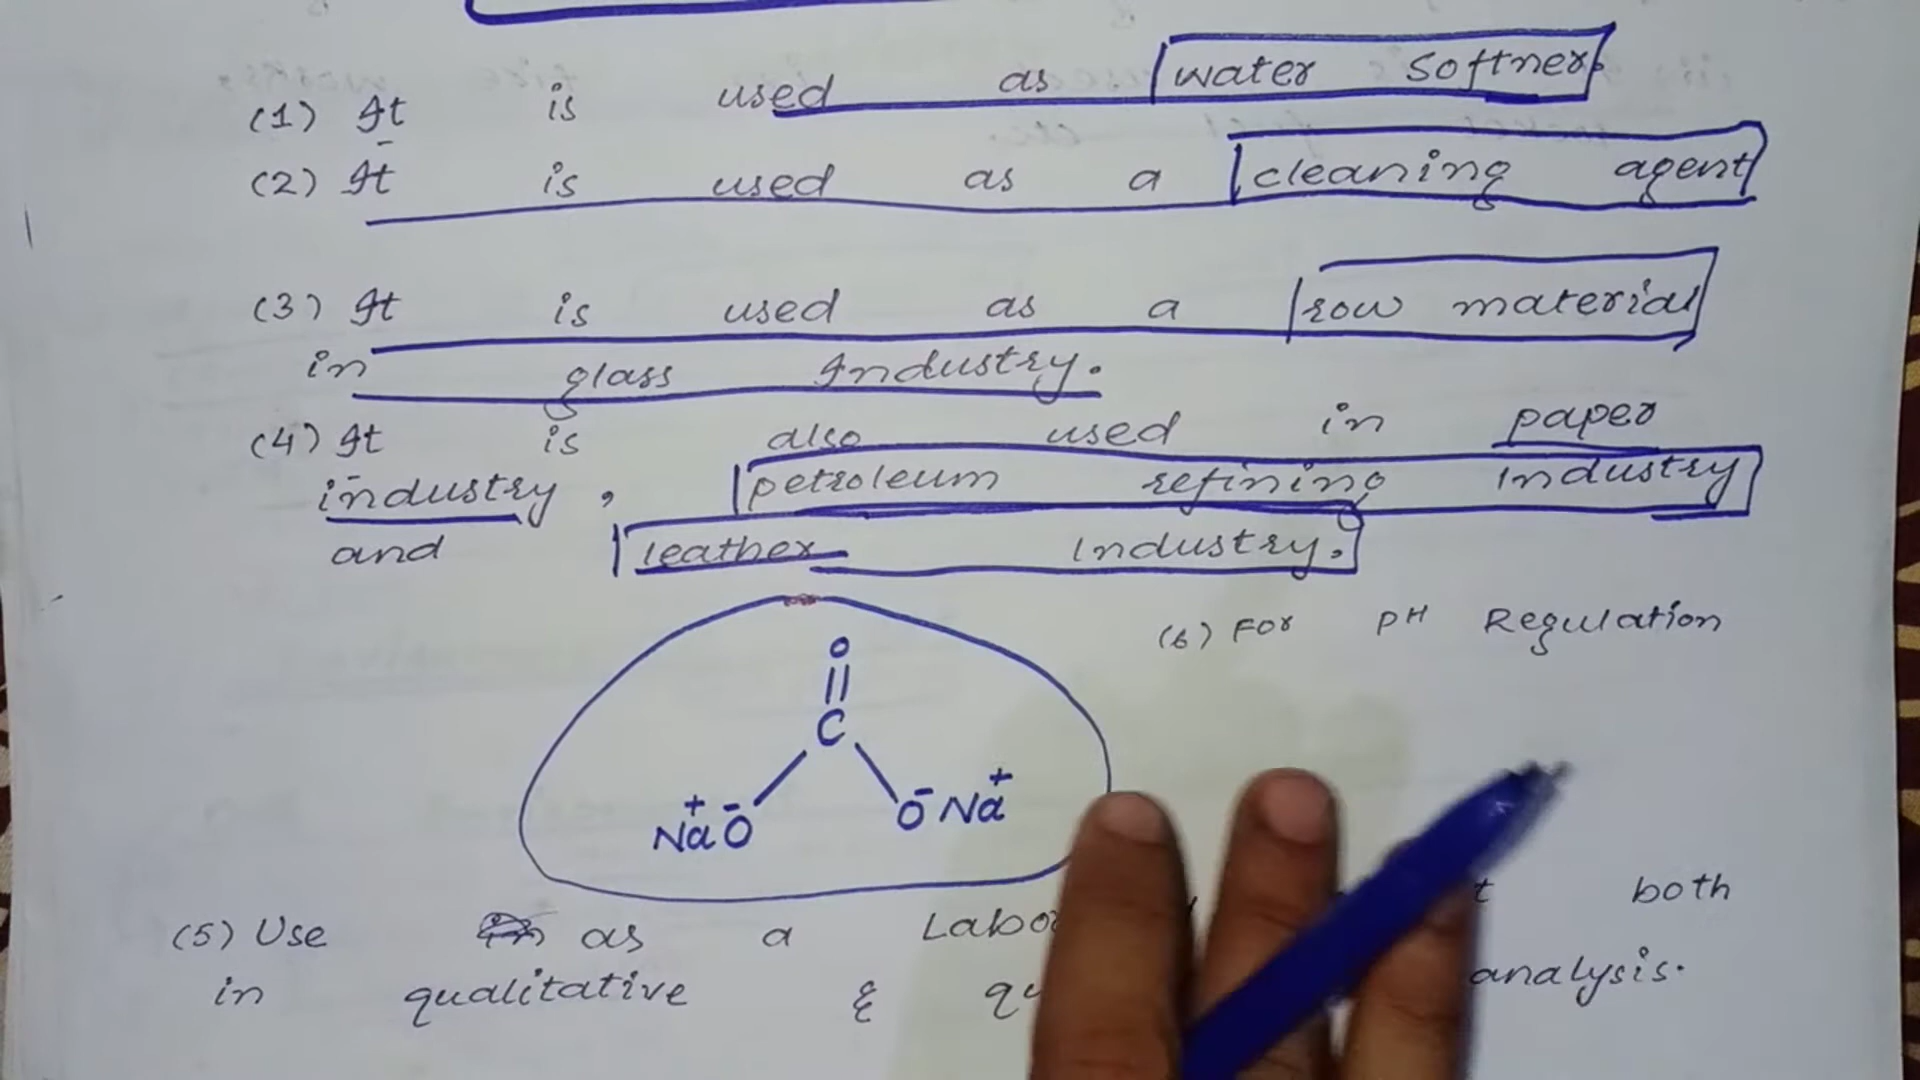 (1) It is used as water softner.
(2) It is used as a cleaning agent
(3) It is used as a row material
in glass Industry.
(4) It is also used in paper
industry, petroleum refining Industry
and leather Industry.
(6) For pH Regulation
O
C
Na+ O- O- Na+
(5) Use as a both
in qualitative & analysis.